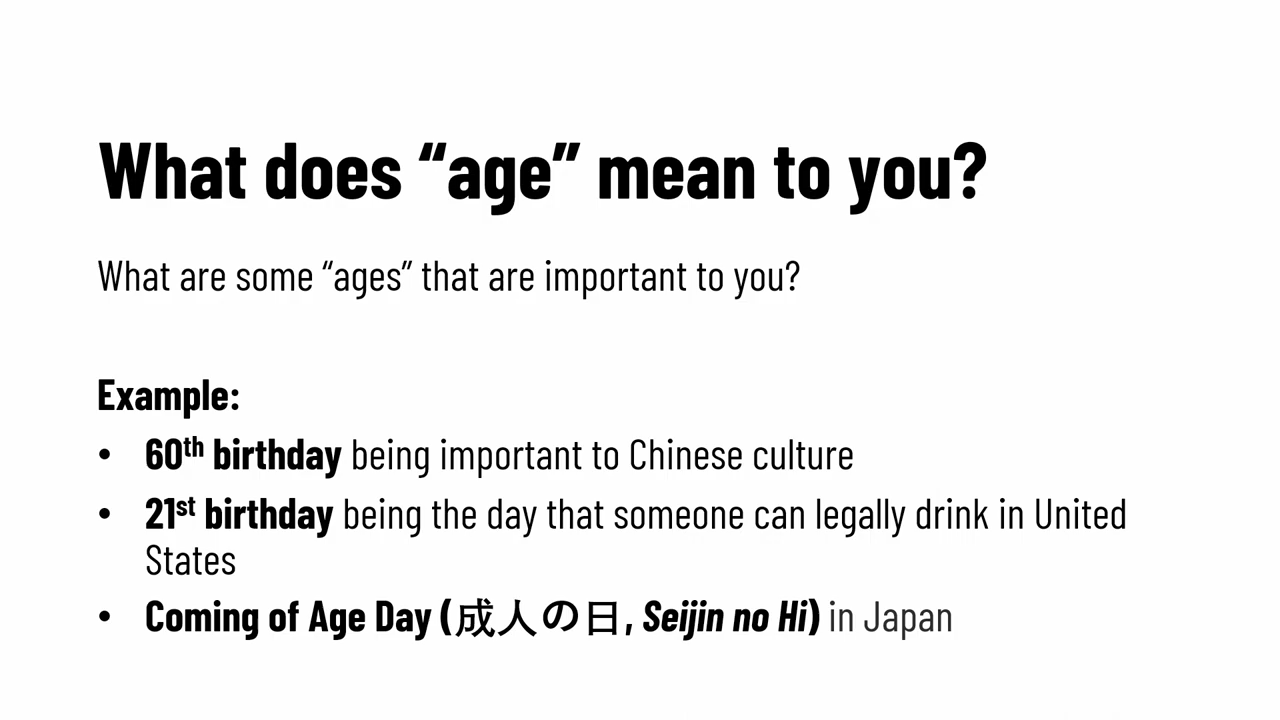 What does “age” mean to you?
What are some “ages” that are important to you?
Example:
• 60th birthday being important to Chinese culture
• 21st birthday being the day that someone can legally drink in United
States
• Coming of Age Day (成人の日, Seijin no Hi) in Japan